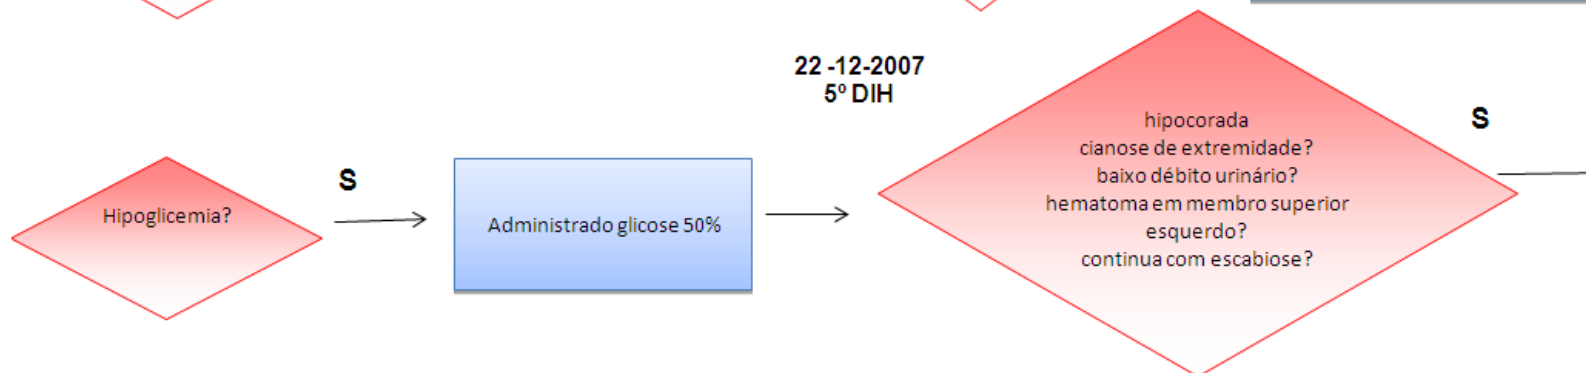 Hipoglicemia?
S
Administrado glicose 50%
22 -12-2007
5º DIH
hipocorada
cianose de extremidade?
baixo débito urinário?
hematoma em membro superior
esquerdo?
continua com escabiose?
S